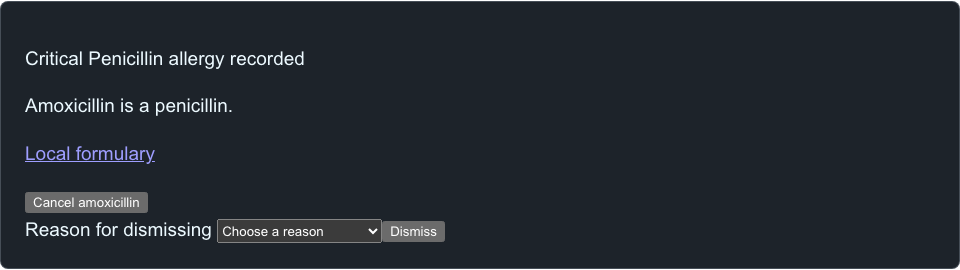 Critical Penicillin allergy recorded
Amoxicillin is a penicillin.
Local formulary
Cancel amoxicillin
Reason for dismissing Choose a reason Dismiss